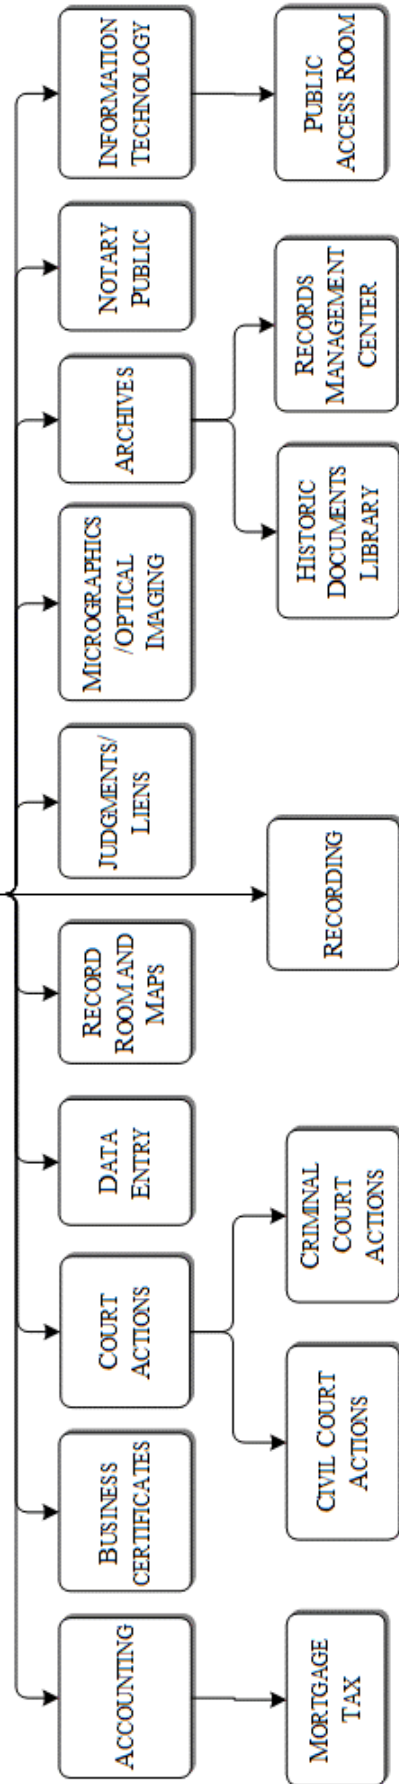 ACCOUNTING
BUSINESS
CERTIFICATES
COURT
ACTIONS
DATA
ENTRY
RECORD
ROOM AND
MAPS
JUDGMENTS/
LIENS
MICROGRAPHICS
/OPTICAL
IMAGING
ARCHIVES
NOTARY
PUBLIC
INFORMATION
TECHNOLOGY
MORTGAGE
TAX
CIVIL COURT
ACTIONS
CRIMINAL
COURT
ACTIONS
RECORDING
HISTORIC
DOCUMENTS
LIBRARY
RECORDS
MANAGEMENT
CENTER
PUBLIC
ACCESS ROOM